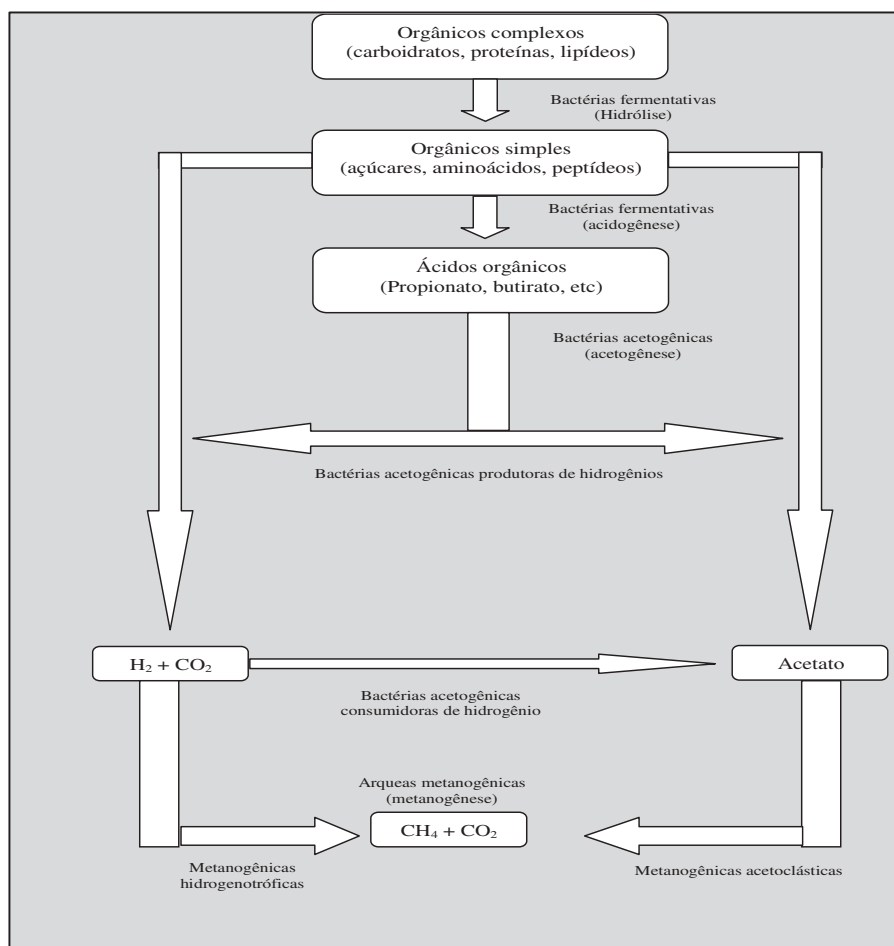 Orgânicos complexos
(carboidratos, proteínas, lipídeos)
Bactérias fermentativas
(Hidrólise)
Orgânicos simples
(açúcares, aminoácidos, peptídeos)
Bactérias fermentativas
(acidogênese)
Ácidos orgânicos
(Propionato, butirato, etc)
Bactérias acetogênicas
(acetogênese)
Bactérias acetogênicas produtoras de hidrogênios
H₂ + CO₂
Acetato
Bactérias acetogênicas
consumidoras de hidrogênio
Arqueas metanogênicas
(metanogênese)
CH₄ + CO₂
Metanogênicas
hidrogenotróficas
Metanogênicas acetoclásticas